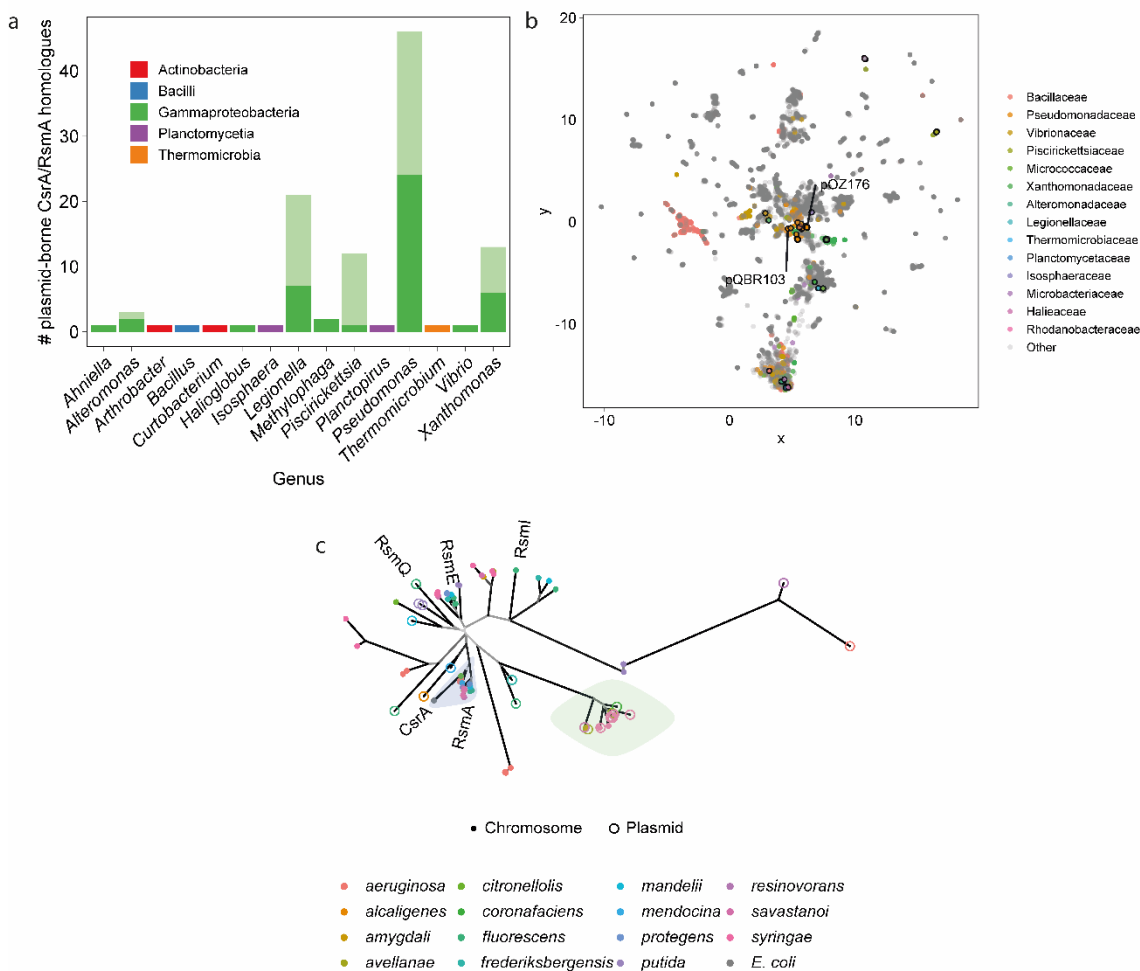 a
# plasmid-borne CsrA/RsmA homologues
40
30
20
10
0
Actinobacteria
Bacilli
Gammaproteobacteria
Planctomycetia
Thermomicrobia
Ahniella
Alteromonas
Arthrobacter
Bacillus
Curtobacterium
Halioglobus
Isosphaera
Legionella
Methylophaga
Piscirickettsia
Planctopirus
Pseudomonas
Thermomicrobium
Vibrio
Xanthomonas
Genus
b
y
20
10
0
-10
pOZ176
pQBR103
-10
0
10
x
Bacillaceae
Pseudomonadaceae
Vibrionaceae
Piscirickettsiaceae
Micrococcaceae
Xanthomonadaceae
Alteromonadaceae
Legionellaceae
Thermomicrobiaceae
Planctomycetaceae
Isosphaeraceae
Microbacteriaceae
Halieaceae
Rhodanobacteraceae
Other
c
RsmQ
RsmE
RsmI
CsrA
RsmA
Chromosome
Plasmid
aeruginosa
alcaligenes
amygdali
avellanae
citronellolis
coronafaciens
fluorescens
frederiksbergensis
mandelii
mendocina
protegens
putida
resinovorans
savastanoi
syringae
E. coli